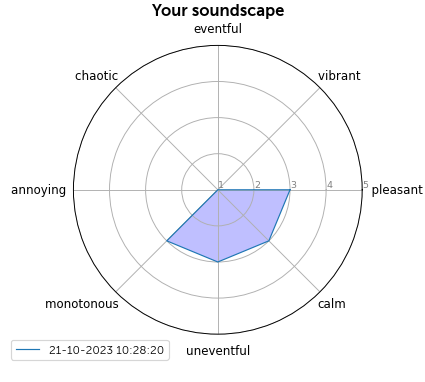 Your soundscape
eventful
chaotic
vibrant
annoying
1 2 3 4 5
pleasant
monotonous
calm
21-10-2023 10:28:20
uneventful